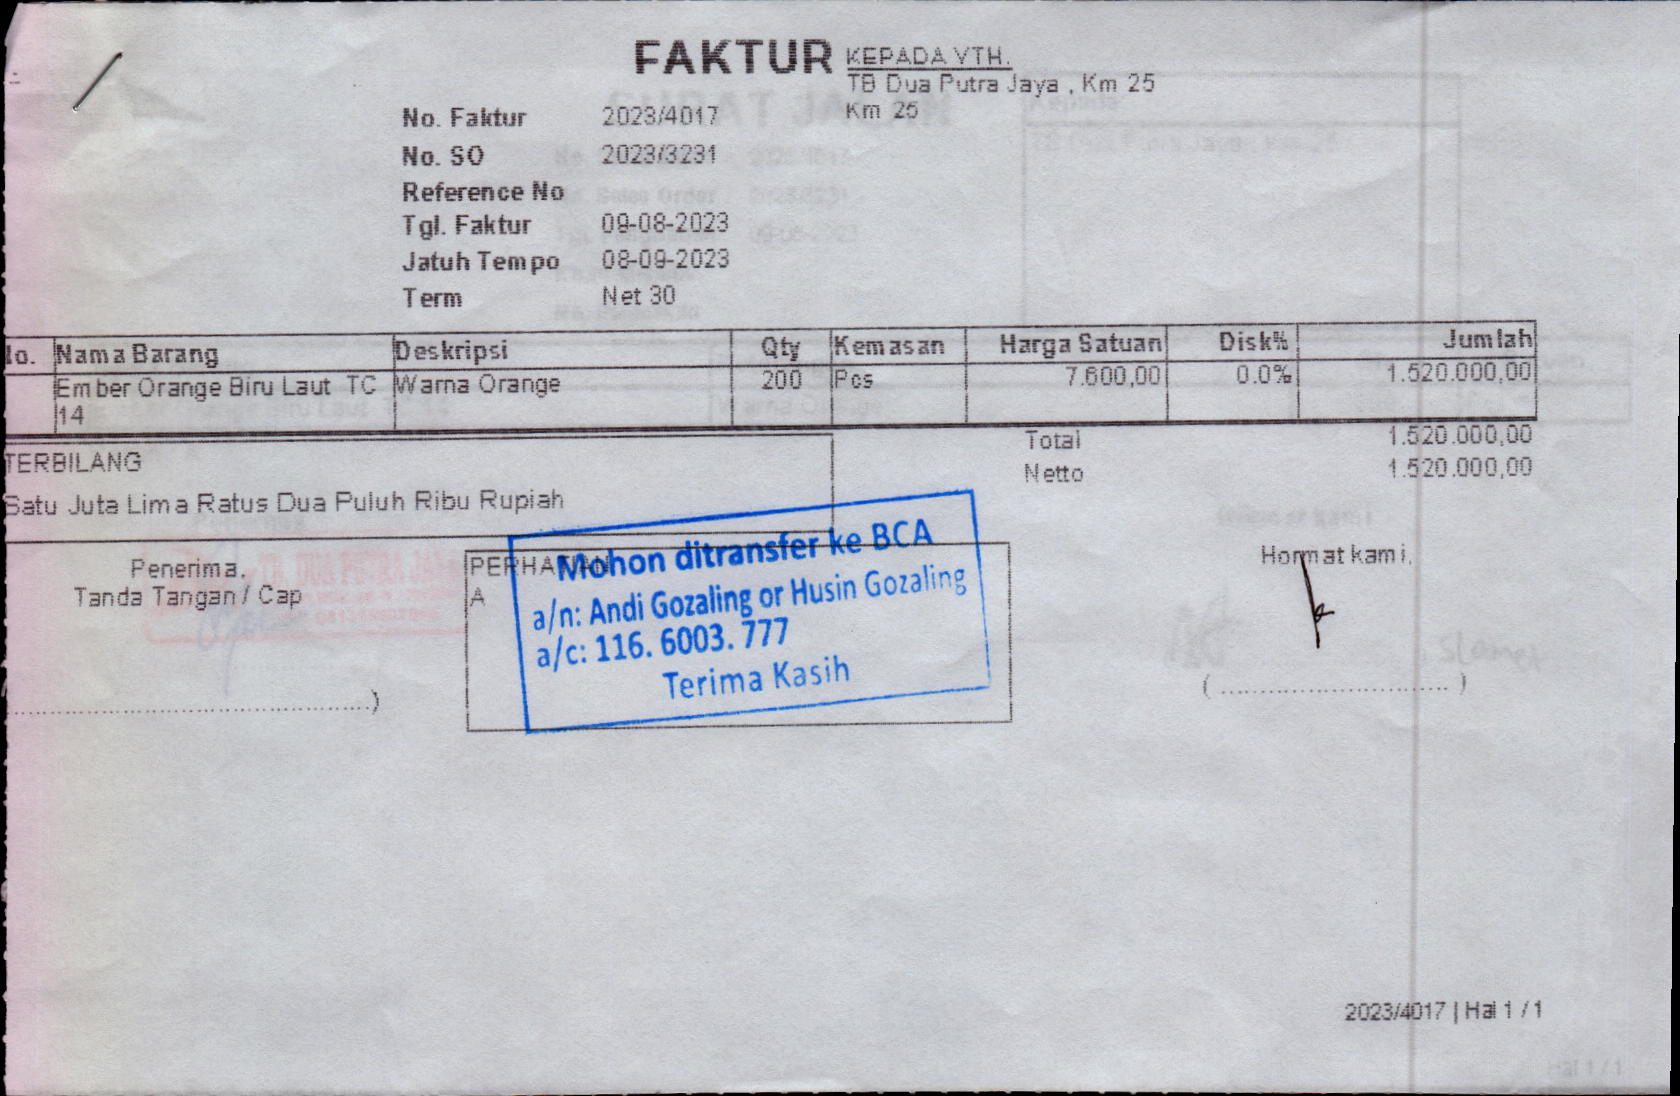 FAKTUR
KEPADA YTH.
TB Dua Putra Jaya , Km 25
Km 25
No. Faktur 2023/4017
No. SO 2023/3231
Reference No
Tgl. Faktur 09-08-2023
Jatuh Tempo 08-09-2023
Term Net 30
lo. Nama Barang Deskripsi Qty Kemasan Harga Satuan Disk% Jumlah
Ember Orange Biru Laut TC Warna Orange 200 Pcs 7.600,00 0.0% 1.520.000,00
14
Total 1.520.000,00
Netto 1.520.000,00
TERBILANG
Satu Juta Lima Ratus Dua Puluh Ribu Rupiah
Penerima,
Tanda Tangan / Cap
(..................................................)
PERHATIAN
A
Mohon ditransfer ke BCA
a/n: Andi Gozaling or Husin Gozaling
a/c: 116. 6003. 777
Terima Kasih
Hormat kami,
( ................................ )
2023/4017 | Hal 1 / 1
Hal 1 / 1